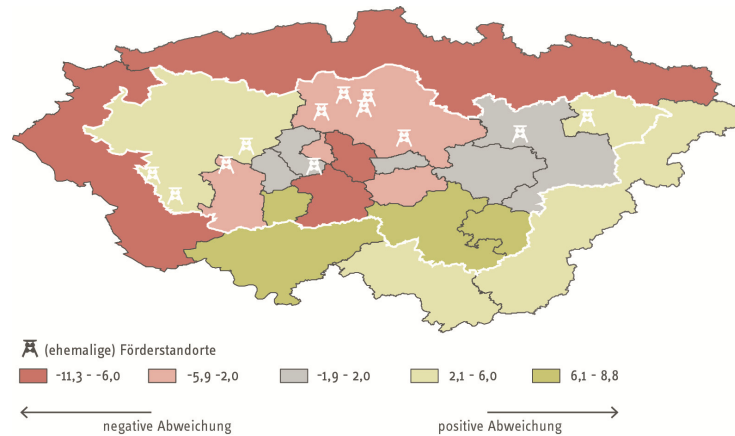 (ehemalige) Förderstandorte
-11,3 - -6,0 -5,9 -2,0 -1,9 - 2,0 2,1 - 6,0 6,1 - 8,8
negative Abweichung positive Abweichung